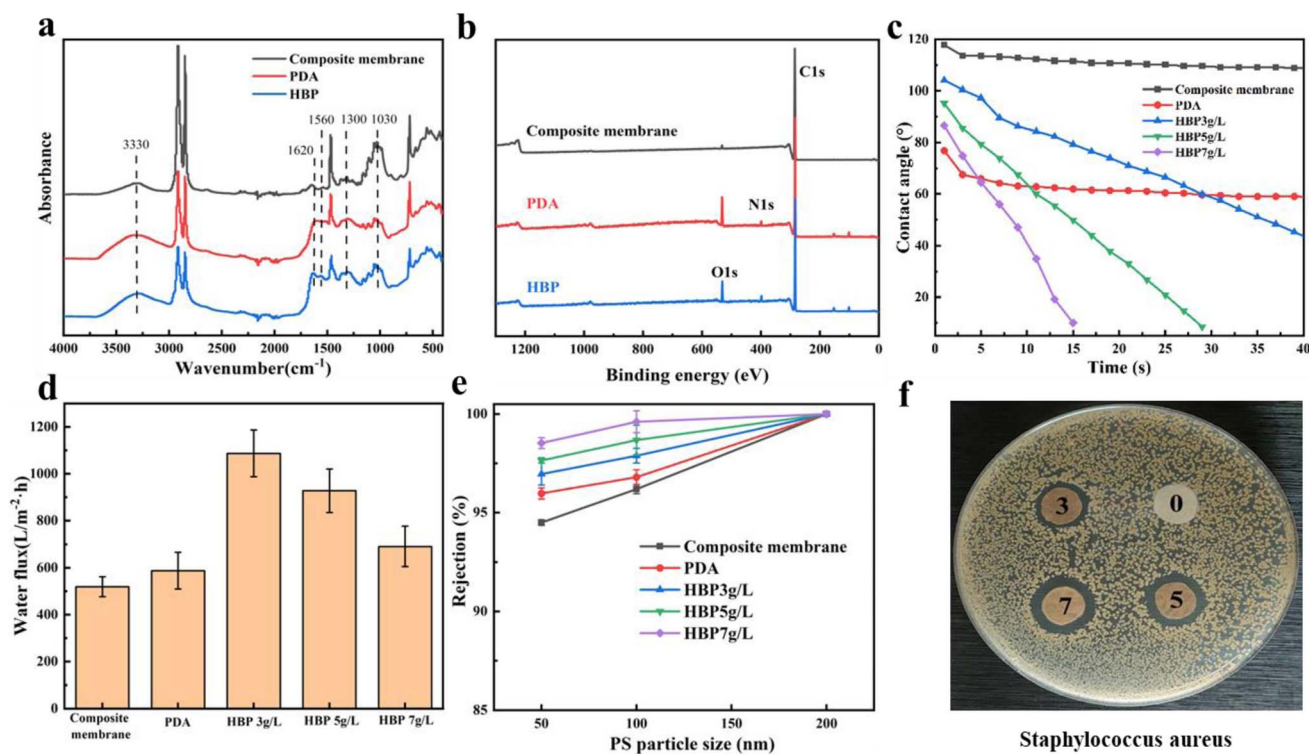 a
Composite membrane
PDA
HBP
3330
1620
1560
1300
1030
Absorbance
4000 3500 3000 2500 2000 1500 1000 500
Wavenumber(cm⁻¹)
b
C1s
Composite membrane
PDA
N1s
O1s
HBP
1200 1000 800 600 400 200 0
Binding energy (eV)
c
120
100
80
60
40
20
Contact angle (°)
Composite membrane
PDA
HBP3g/L
HBP5g/L
HBP7g/L
0 5 10 15 20 25 30 35 40
Time (s)
d
1200
1000
800
600
400
200
0
Water flux(L/m⁻²·h)
Composite
membrane
PDA
HBP 3g/L
HBP 5g/L
HBP 7g/L
e
100
95
90
85
Rejection (%)
Composite membrane
PDA
HBP3g/L
HBP5g/L
HBP7g/L
50 100 150 200
PS particle size (nm)
f
3
0
7
5
Staphylococcus aureus